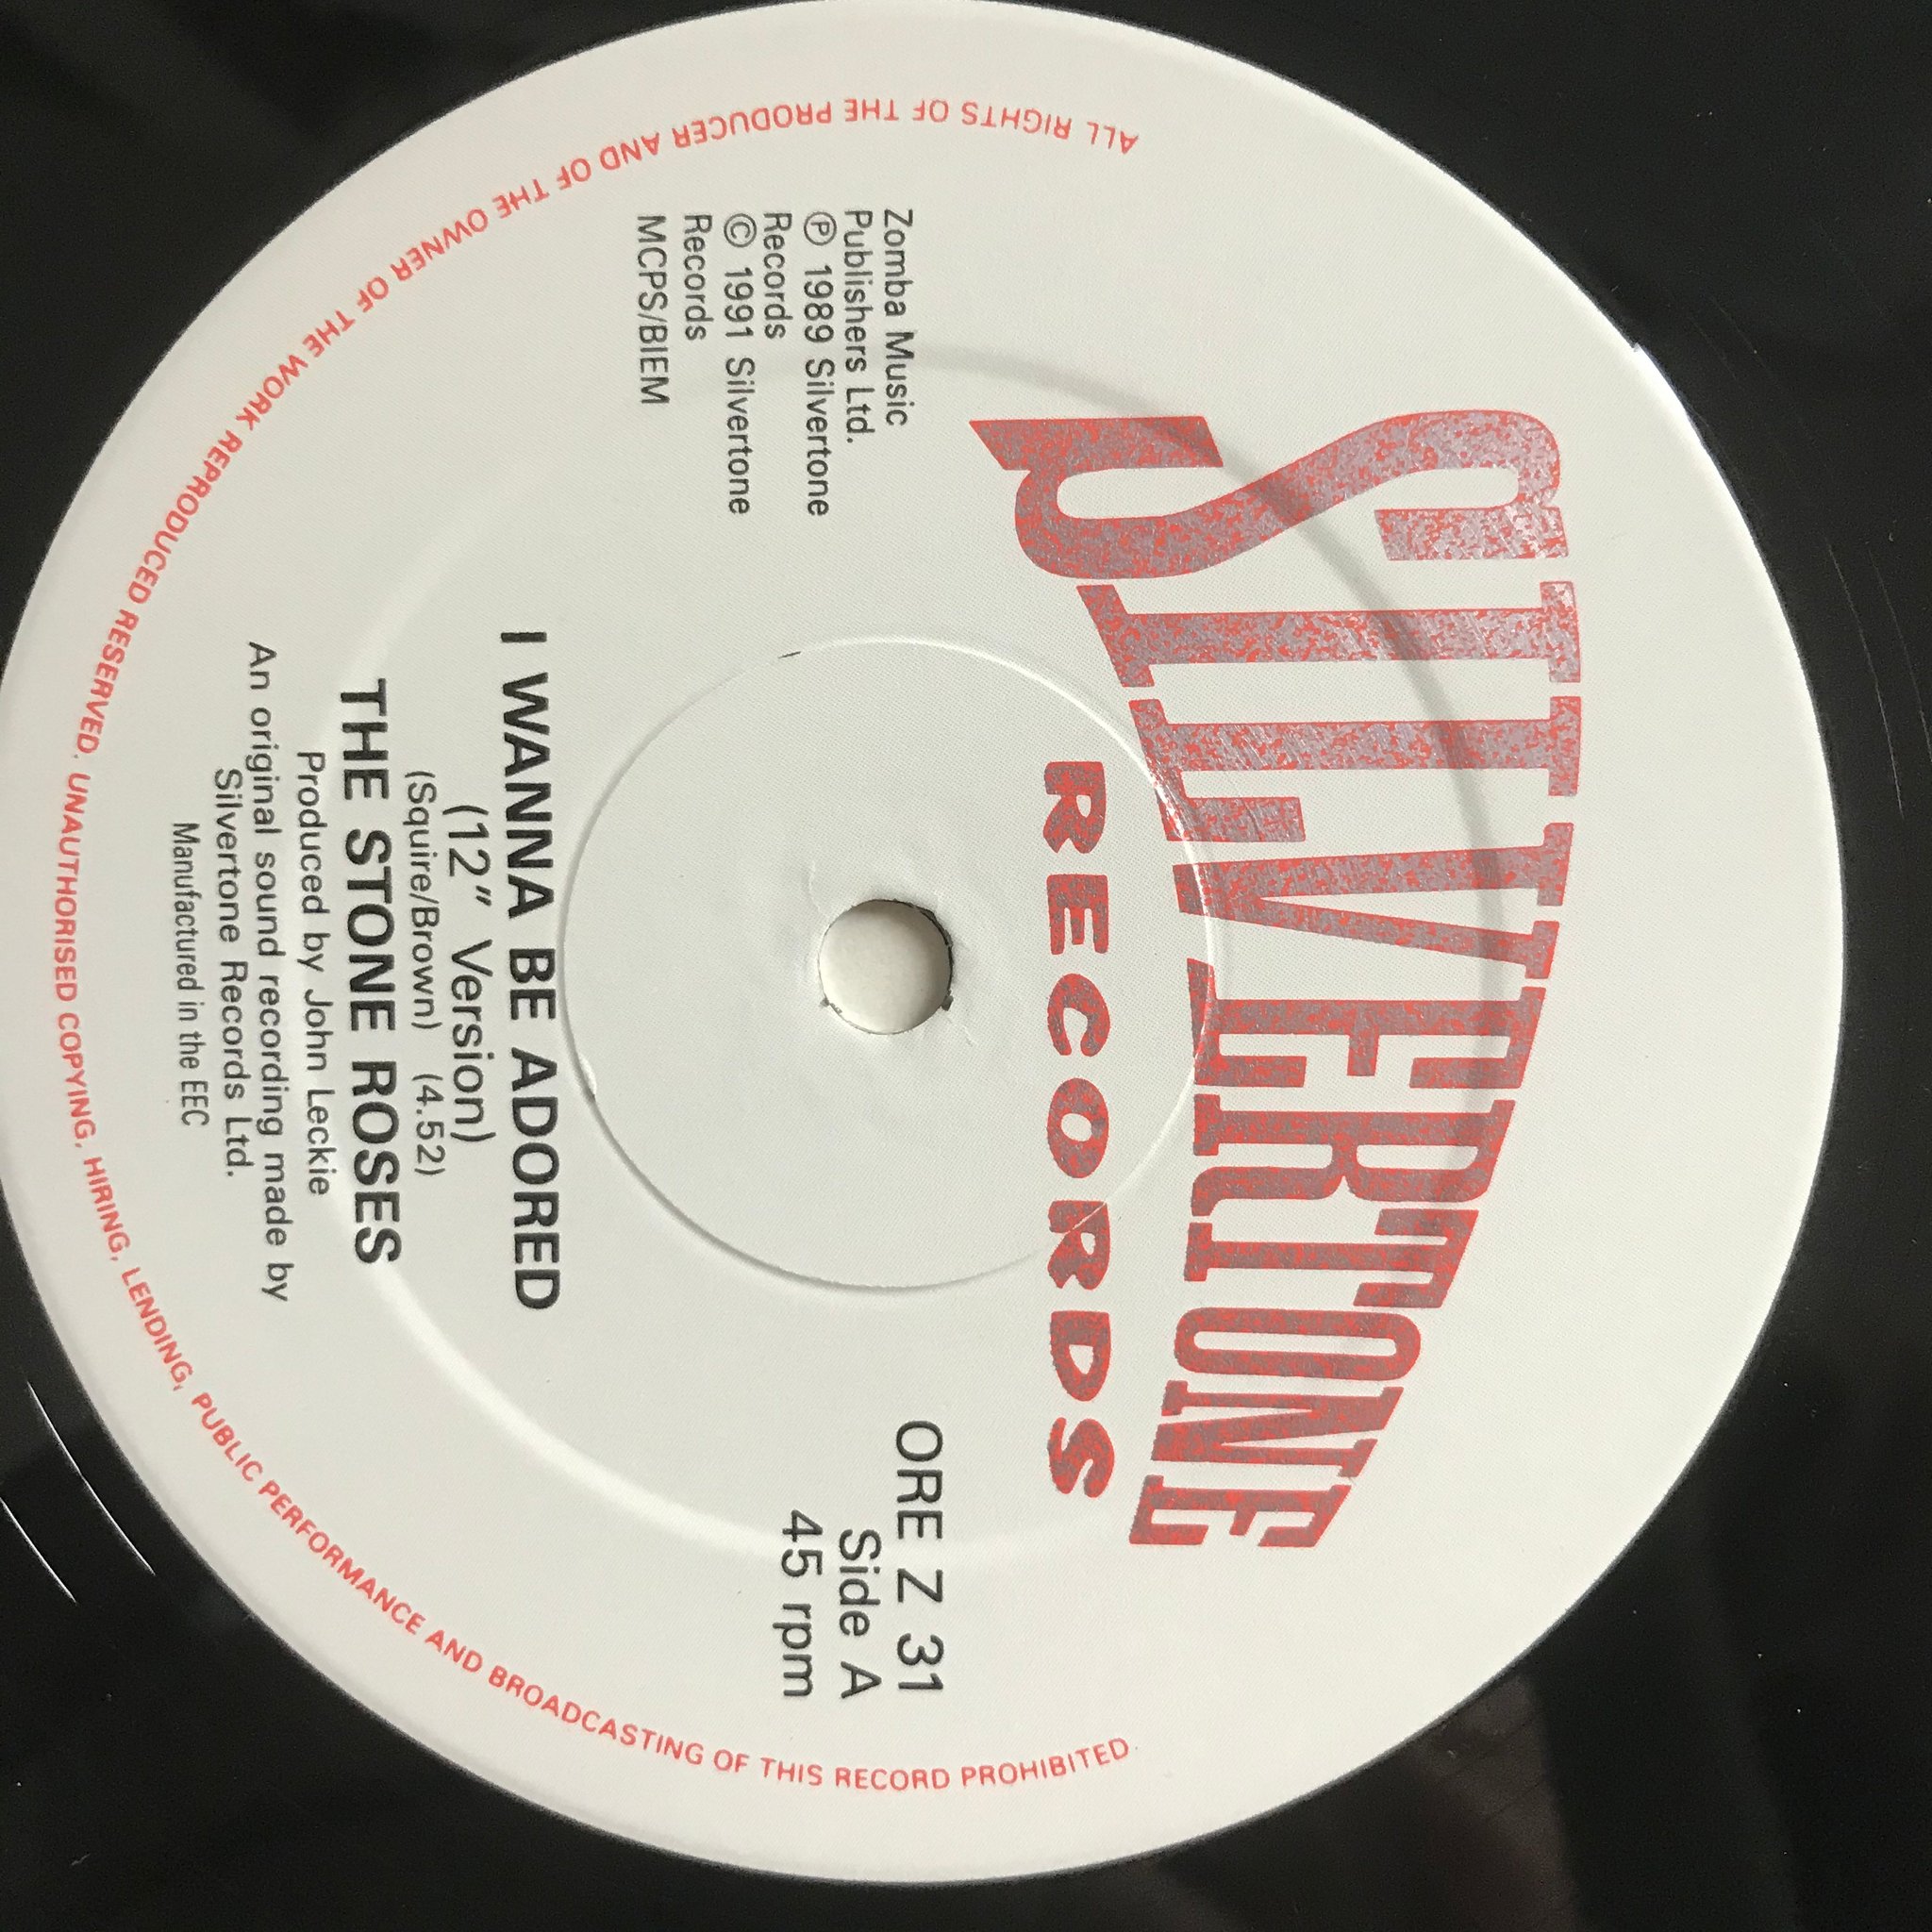 SILVERTONE
RECORDS
Zomba Music
Publishers Ltd.
Ⓟ 1989 Silvertone
Records
© 1991 Silvertone
Records
MCPS/BIEM
ORE Z 31
Side A
45 rpm
I WANNA BE ADORED
(12″ Version)
(Squire/Brown) (4.52)
THE STONE ROSES
Produced by John Leckie
An original sound recording made by
Silvertone Records Ltd.
Manufactured in the EEC
ALL RIGHTS OF THE PRODUCER AND OF THE OWNER OF THE WORK REPRODUCED RESERVED. UNAUTHORISED COPYING, HIRING, LENDING, PUBLIC PERFORMANCE AND BROADCASTING OF THIS RECORD PROHIBITED.